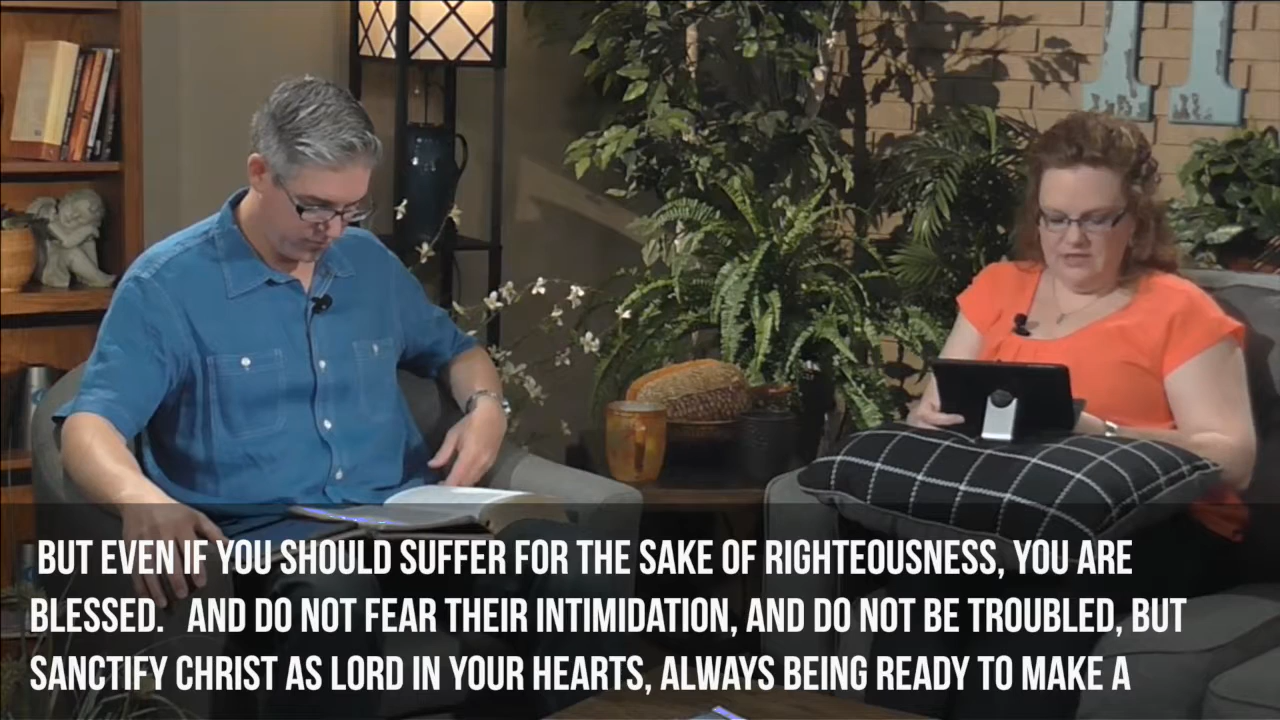 BUT EVEN IF YOU SHOULD SUFFER FOR THE SAKE OF RIGHTEOUSNESS, YOU ARE
BLESSED. AND DO NOT FEAR THEIR INTIMIDATION, AND DO NOT BE TROUBLED, BUT
SANCTIFY CHRIST AS LORD IN YOUR HEARTS, ALWAYS BEING READY TO MAKE A